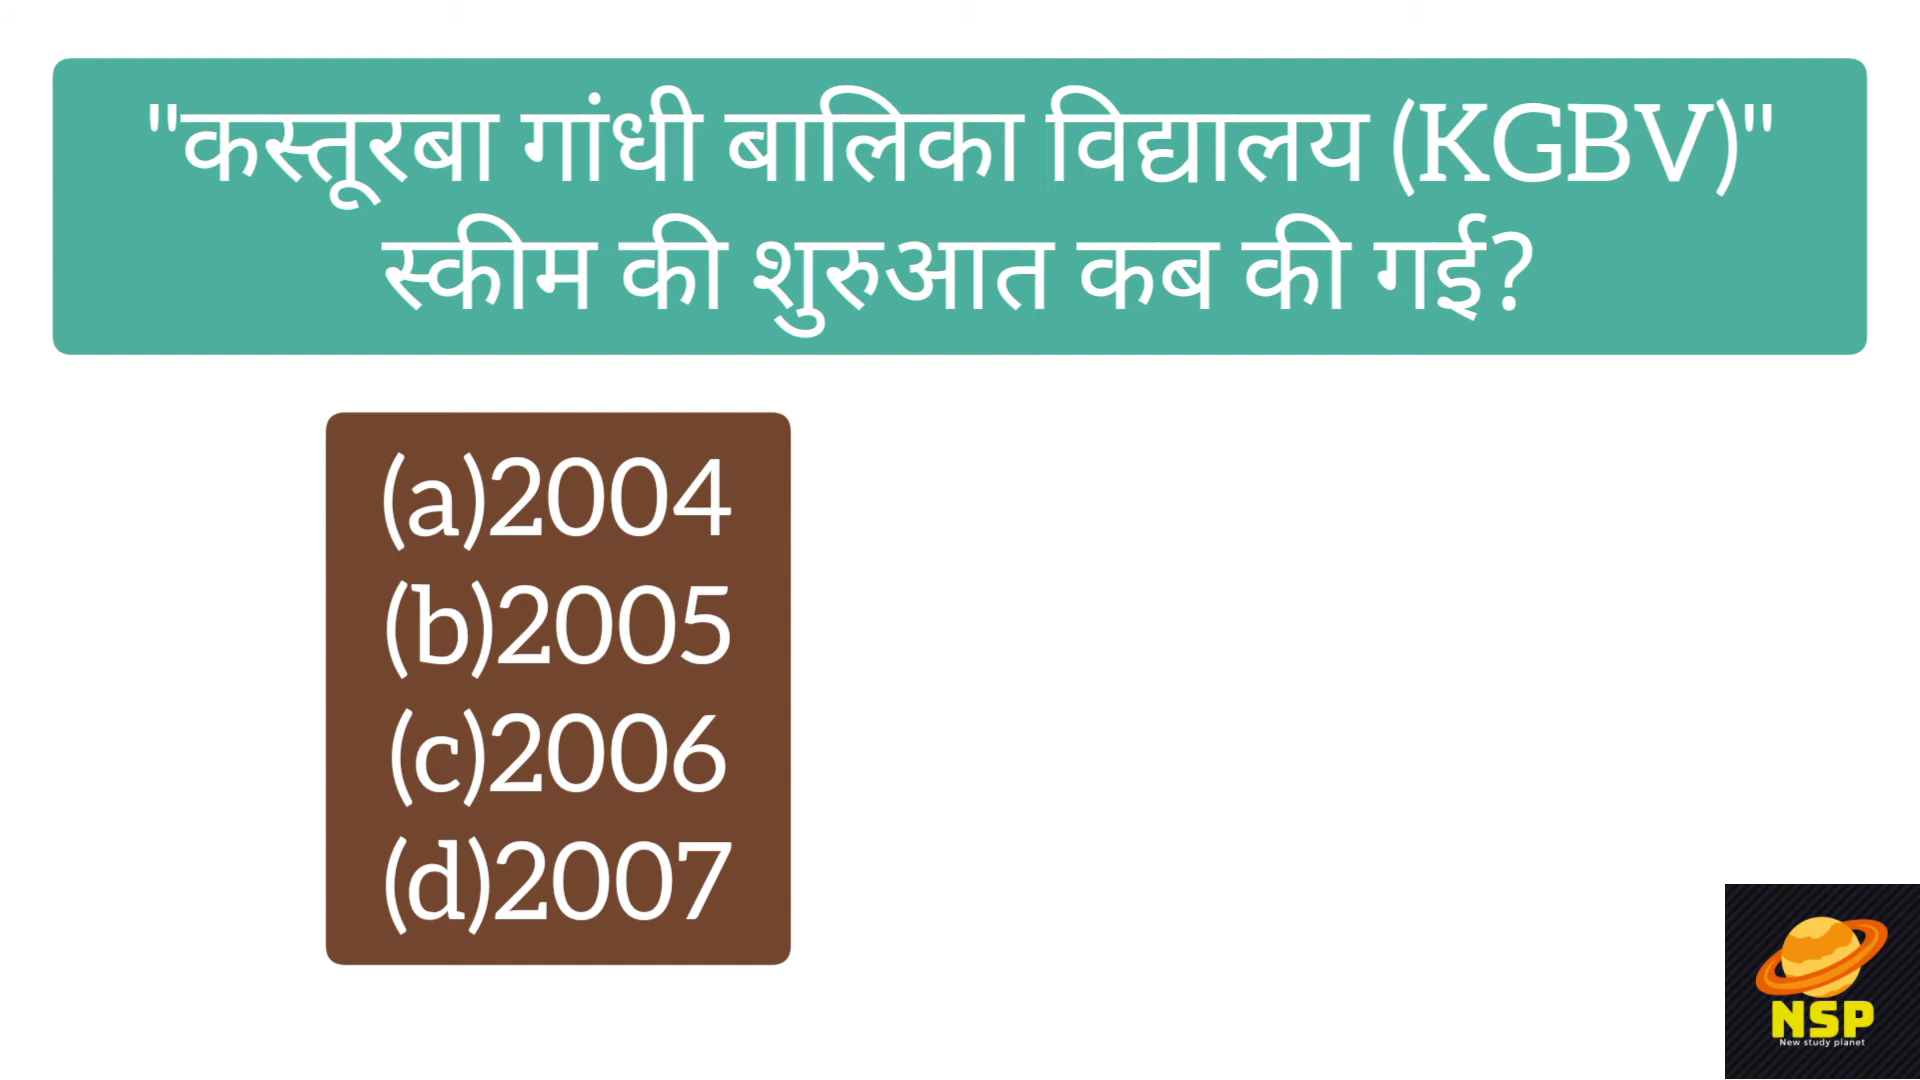 "कस्तूरबा गांधी बालिका विद्यालय (KGBV)"
स्कीम की शुरुआत कब की गई?
(a)2004
(b)2005
(c)2006
(d)2007
NSP
New study planet